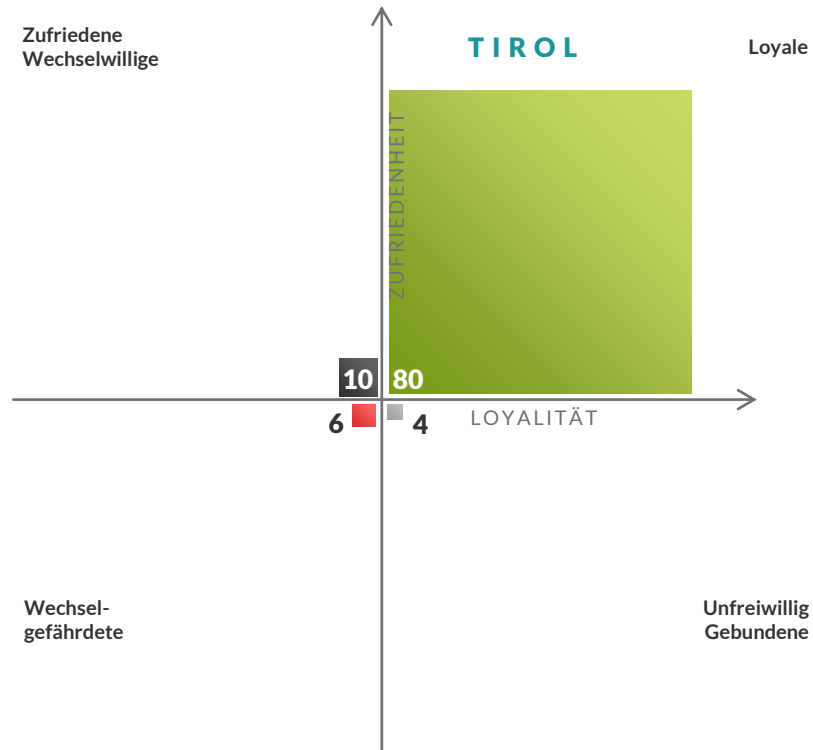 Zufriedene
Wechselwillige
TIROL
Loyale
ZUFRIEDENHEIT
10
80
6
4
LOYALITÄT
Wechsel-
gefährdete
Unfreiwillig
Gebundene